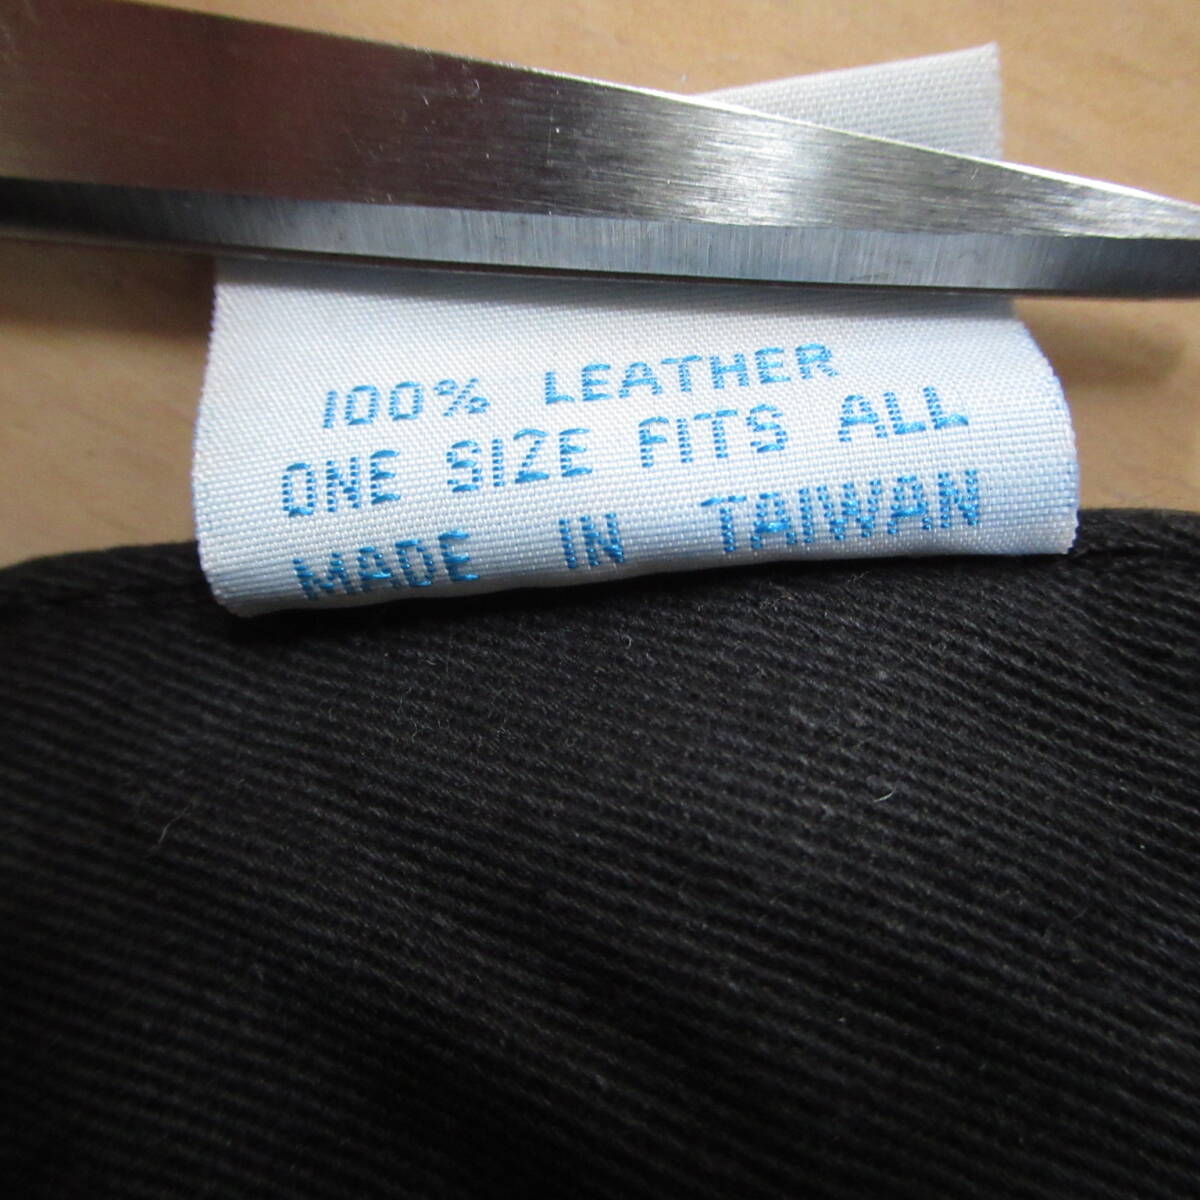 100% LEATHER
ONE SIZE FITS ALL
MADE IN TAIWAN